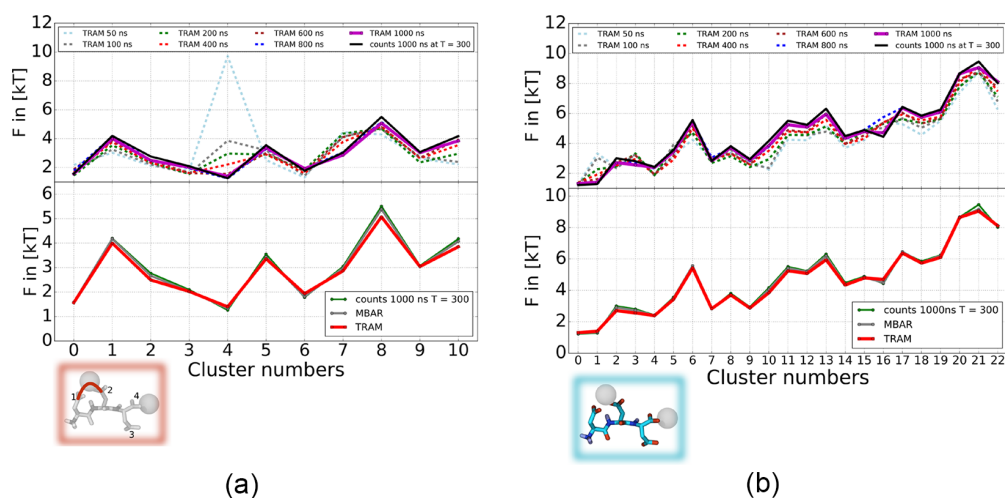 (a)
TRAM 50 ns TRAM 200 ns TRAM 600 ns TRAM 1000 ns
TRAM 100 ns TRAM 400 ns TRAM 800 ns counts 1000 ns at T = 300
F in [kT]
12
10
8
6
4
2
F in [kT]
6
5
4
3
2
1
0
counts 1000 ns T = 300
MBAR
TRAM
0 1 2 3 4 5 6 7 8 9 10
Cluster numbers
1 2 4
3
(a)
(b)
TRAM 50 ns TRAM 200 ns TRAM 600 ns TRAM 1000 ns
TRAM 100 ns TRAM 400 ns TRAM 800 ns counts 1000 ns at T = 300
F in [kT]
12
10
8
6
4
2
F in [kT]
10
8
6
4
2
0
counts 1000ns T = 300
MBAR
TRAM
0 1 2 3 4 5 6 7 8 9 10 11 12 13 14 15 16 17 18 19 20 21 22
Cluster numbers
(b)